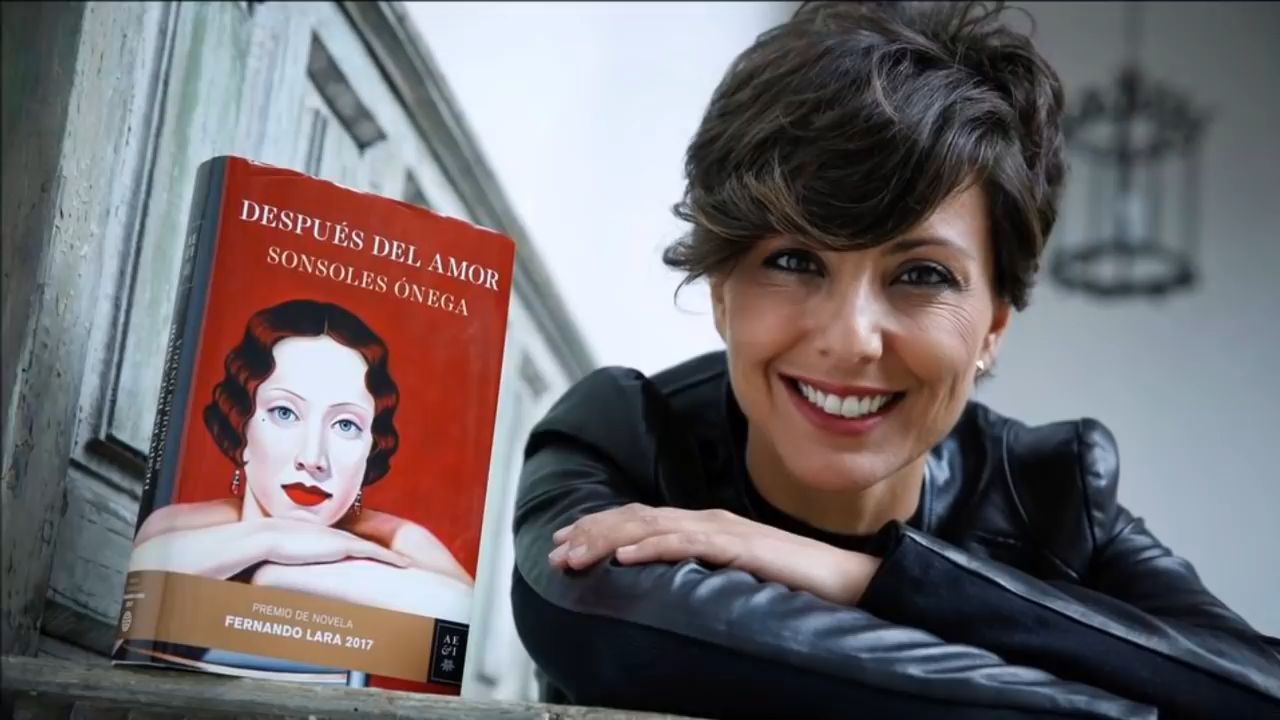 DESPUÉS DEL AMOR
SONSOLES ÓNEGA
PREMIO DE NOVELA
FERNANDO LARA 2017
AE
&I